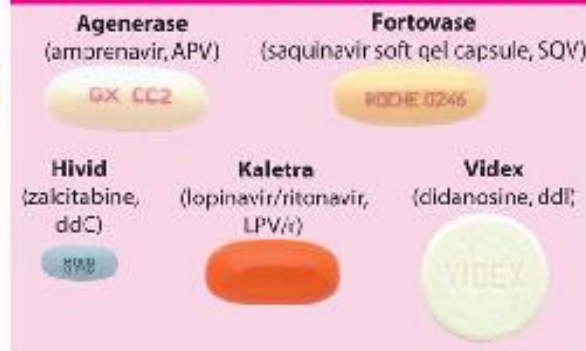 Agenerase
(amprenavir, APV)
GX CC2
Fortovase
(saquinavir soft gel capsule, SQV)
ROCHE 0246
Hivid
(zalcitabine,
ddC)
Kaletra
(lopinavir/ritonavir,
LPV/r)
Videx
(didanosine, ddI)
VIDEX